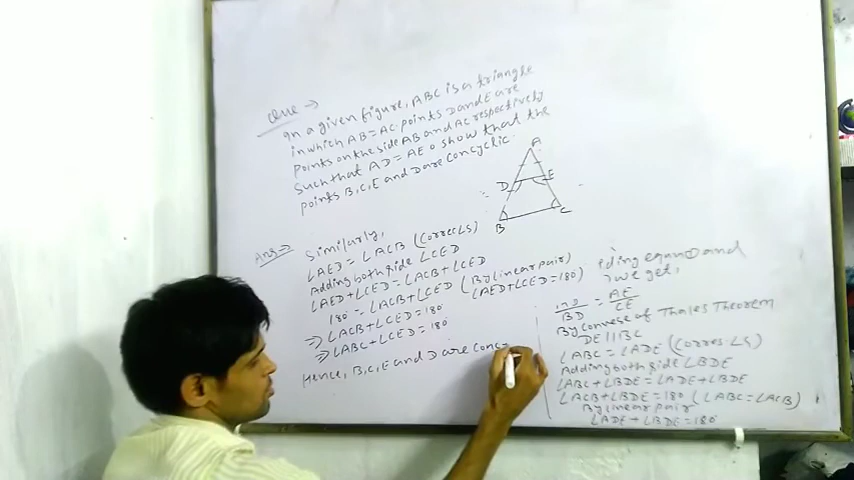 Que →
In a given figure, ABC is a triangle
in which AB = AC. points D and E are
points on the side AB and AC respectively
such that AD = AE. show that the
points B, C, E and D are concyclic.
A
D E
B C
Ans →
Similarly,
∠AED = ∠ACB (Corres ∠s)
Adding both side ∠CED
∠AED + ∠CED = ∠ACB + ∠CED
180° = ∠ACB + ∠CED (By linear pair)
∠AED + ∠CED = 180°)
⇒ ∠ACB + ∠CED = 180°
⇒ ∠ABC + ∠CED = 180°
Hence, B, C, E and D are conc
ding equn and
we get,
AD/BD = AE/CE
By Convese of Thales Theorem
DE || BC
∠ABC = ∠ADE (Corres. ∠s)
Adding both side ∠BDE
∠ABC + ∠BDE = ∠ADE + ∠BDE
∠ACB + ∠BDE = 180 (∠ABC = ∠ACB)
By linear pair
∠ADE + ∠BDE = 180°